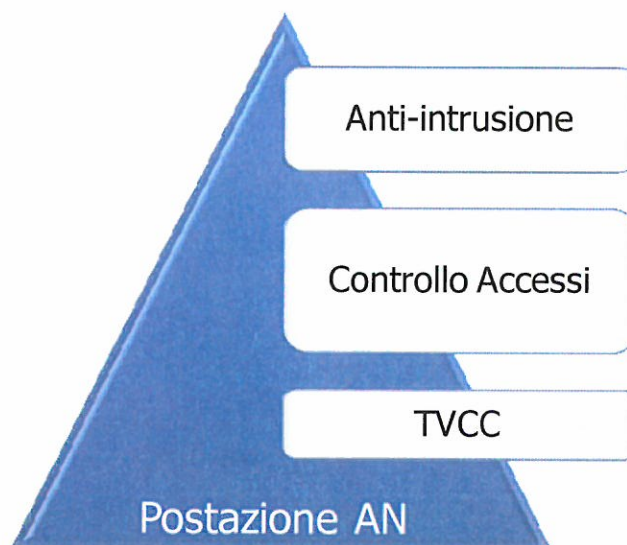 Anti-intrusione
Controllo Accessi
TVCC
Postazione AN